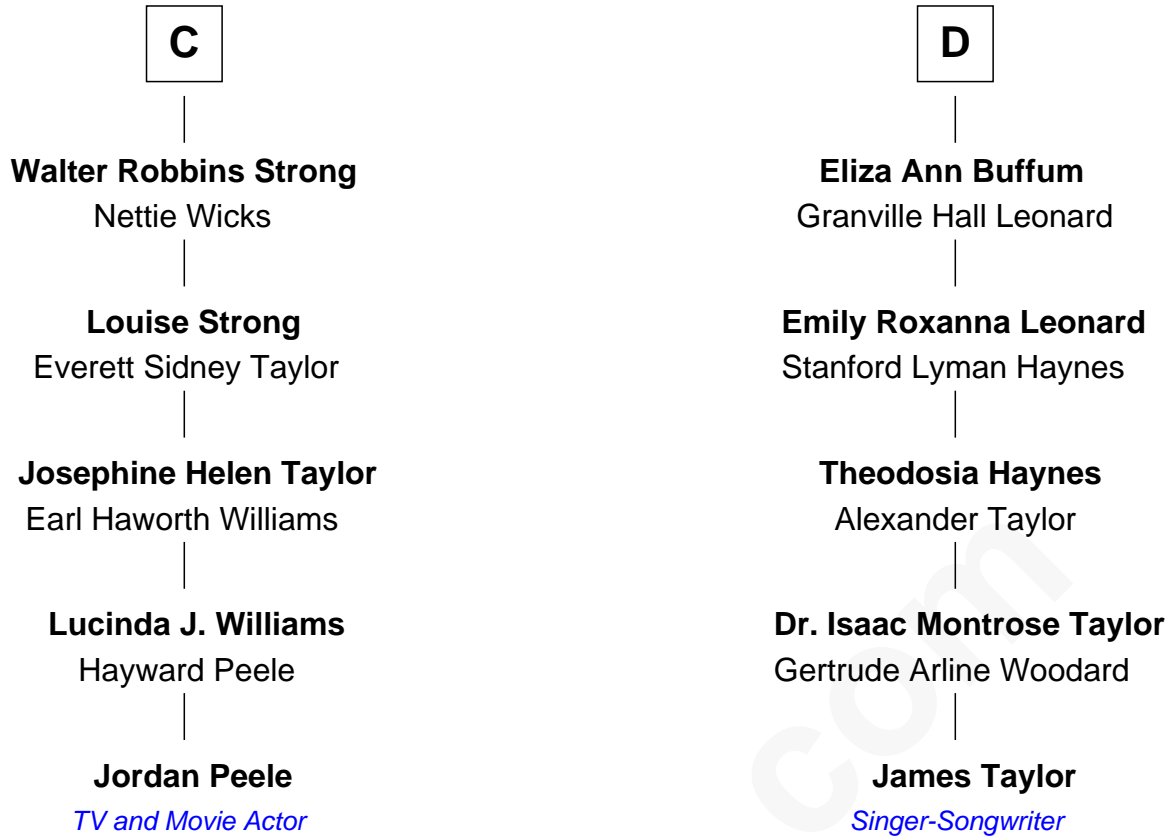 C
Walter Robbins Strong
Nettie Wicks
Louise Strong
Everett Sidney Taylor
Josephine Helen Taylor
Earl Haworth Williams
Lucinda J. Williams
Hayward Peele
Jordan Peele
TV and Movie Actor
D
Eliza Ann Buffum
Granville Hall Leonard
Emily Roxanna Leonard
Stanford Lyman Haynes
Theodosia Haynes
Alexander Taylor
Dr. Isaac Montrose Taylor
Gertrude Arline Woodard
James Taylor
Singer-Songwriter
com